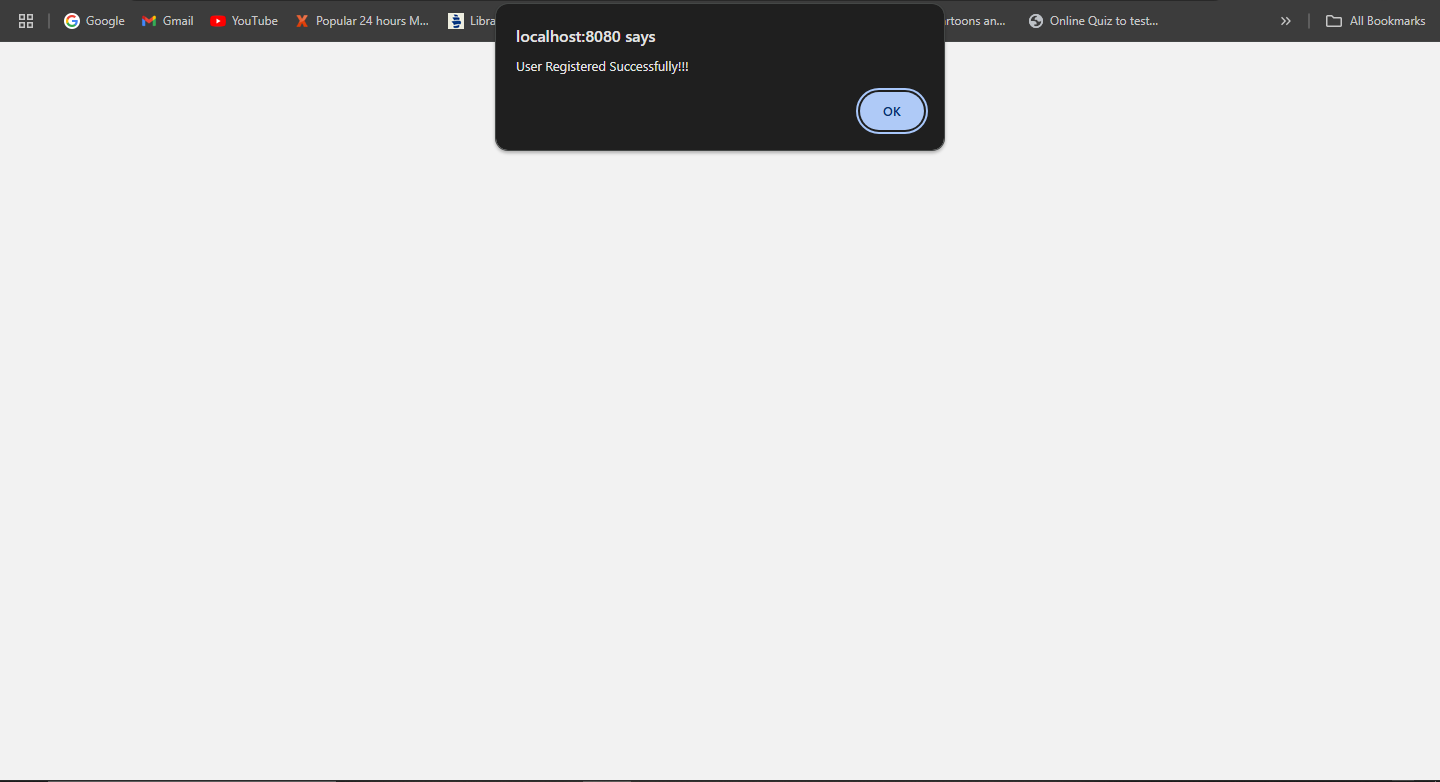 Google Gmail YouTube Popular 24 hours M... Libra artoons an... Online Quiz to test... All Bookmarks
localhost:8080 says
User Registered Successfully!!!
OK